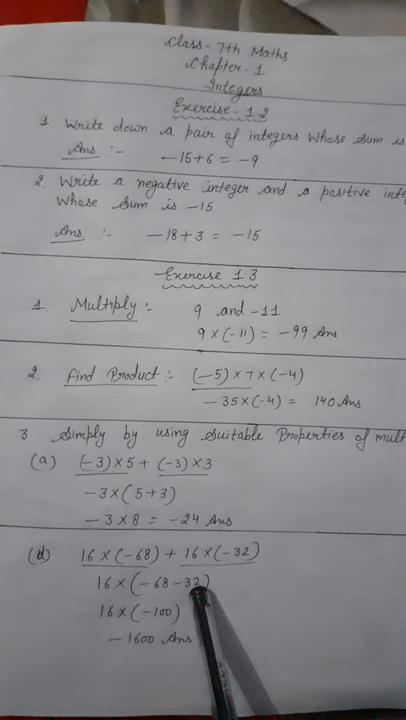 Class - 7th Maths
Chapter - 1
Integers
Exercise - 1.2
1. Write down a pair of integers whose sum is
Ans :- -15+6 = -9
2. Write a negative integer and a positive inte
whose sum is -15
Ans :- -18+3 = -15
Exercise 1.3
1. Multiply :- 9 and -11
9 × (-11) = -99 Ans
2. Find Product :- (-5) × 7 × (-4)
-35 × (-4) = 140 Ans
3 Simply by using suitable Properties of mult
(a) (-3) × 5 + (-3) × 3
-3 × (5+3)
-3 × 8 = -24 Ans
(d) 16 × (-68) + 16 × (-32)
16 × (-68-32)
16 × (-100)
-1600 Ans